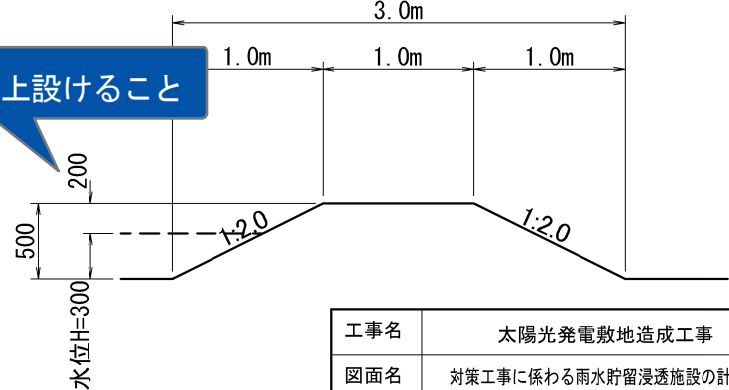 3.0m
1.0m 1.0m 1.0m
上設けること
200
500
1:2.0 1:2.0
水位H=300
工事名 太陽光発電敷地造成工事
図面名 対策工事に係わる雨水貯留浸透施設の計